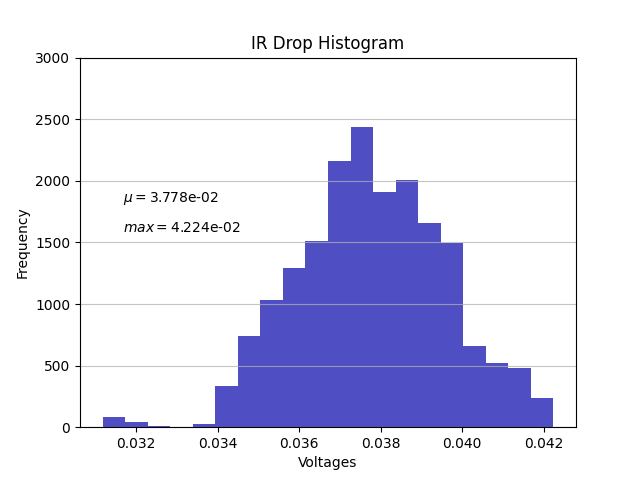 IR Drop Histogram
3000
2500
2000
1500
1000
500
0
Frequency
μ = 3.778e-02
max = 4.224e-02
0.032 0.034 0.036 0.038 0.040 0.042
Voltages